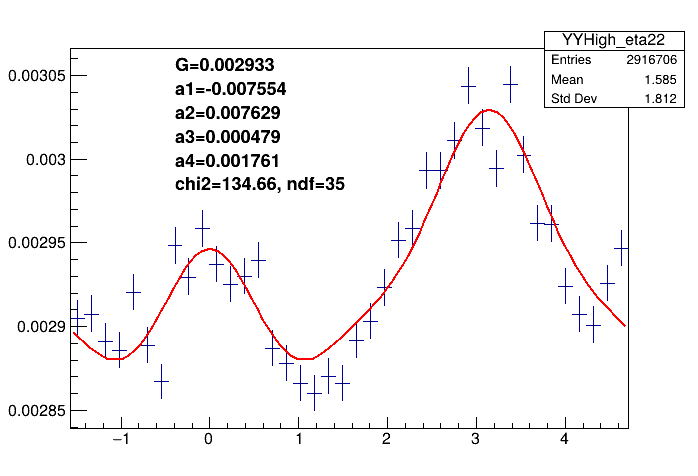 YYHigh_eta22
Entries 2916706
Mean 1.585
Std Dev 1.812
G=0.002933
a1=-0.007554
a2=0.007629
a3=0.000479
a4=0.001761
chi2=134.66, ndf=35
0.00305
0.003
0.00295
0.0029
0.00285
−1 0 1 2 3 4